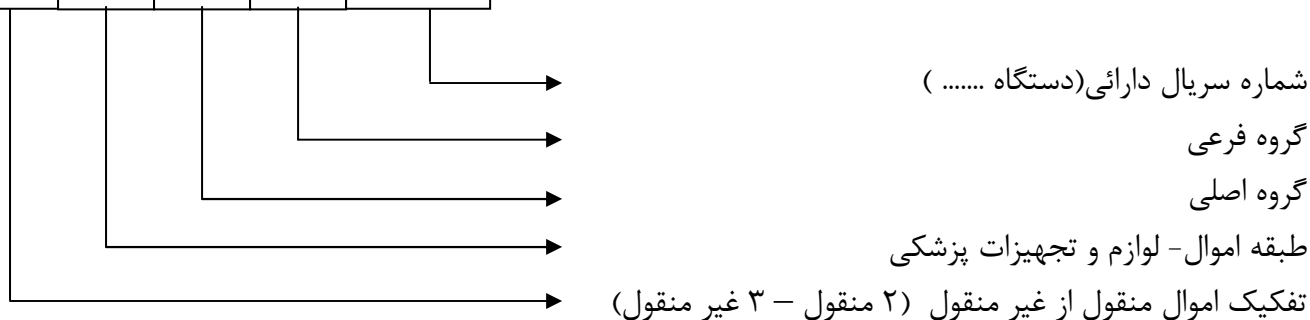 شماره سریال دارائی(دستگاه ....... )
گروه فرعی
گروه اصلی
طبقه اموال- لوازم و تجهیزات پزشکی
تفکیک اموال منقول از غیر منقول (۲ منقول – ۳ غیر منقول)